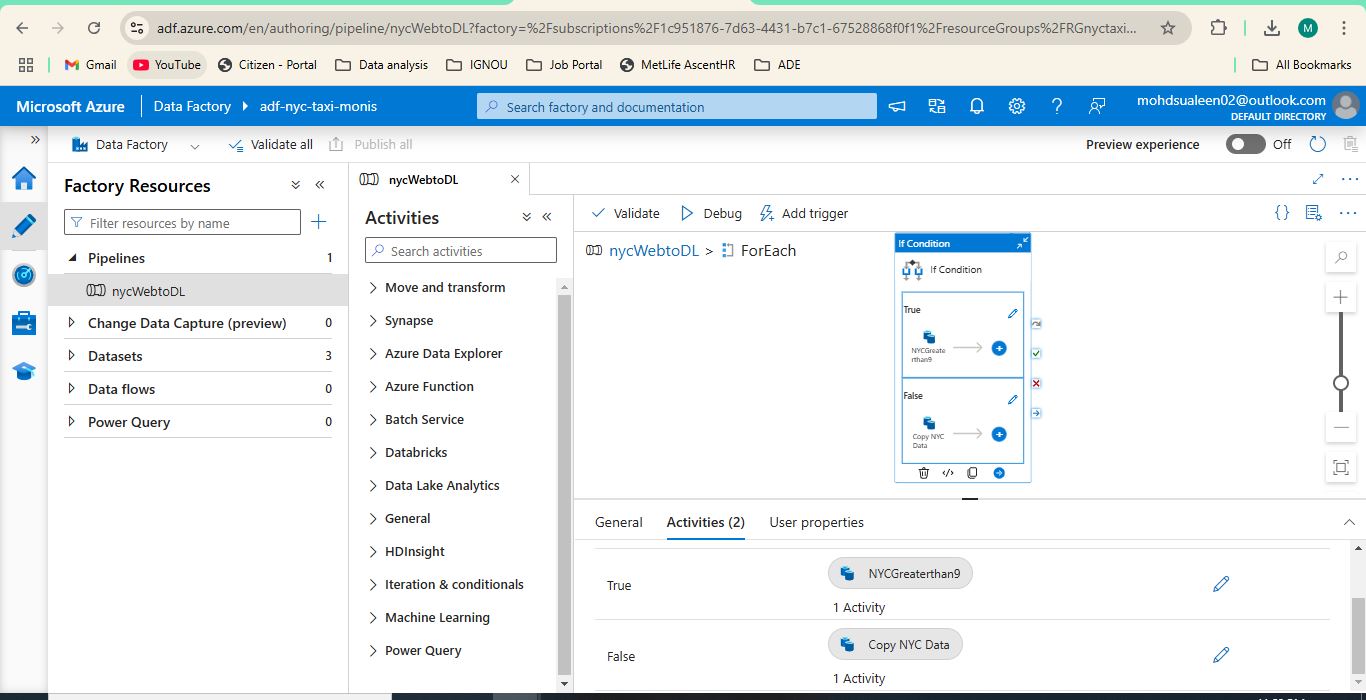 adf.azure.com/en/authoring/pipeline/nycWebtoDL?factory=%2Fsubscriptions%2F1c951876-7d63-4431-b7c1-67528868f0f1%2FresourceGroups%2FRGnyctaxi...
M
Gmail YouTube Citizen - Portal Data analysis IGNOU Job Portal MetLife AscentHR ADE All Bookmarks
Microsoft Azure Data Factory adf-nyc-taxi-monis Search factory and documentation mohdsualeen02@outlook.com
DEFAULT DIRECTORY
Data Factory Validate all Publish all Preview experience Off
Factory Resources
Filter resources by name
Pipelines 1
nycWebtoDL
Change Data Capture (preview) 0
Datasets 3
Data flows 0
Power Query 0
nycWebtoDL
Activities
Search activities
Move and transform
Synapse
Azure Data Explorer
Azure Function
Batch Service
Databricks
Data Lake Analytics
General
HDInsight
Iteration & conditionals
Machine Learning
Power Query
Validate Debug Add trigger
nycWebtoDL > ForEach
If Condition
If Condition
True
NYCGreate
rthan9
False
Copy NYC
Data
General Activities (2) User properties
True NYCGreaterthan9
1 Activity
False Copy NYC Data
1 Activity